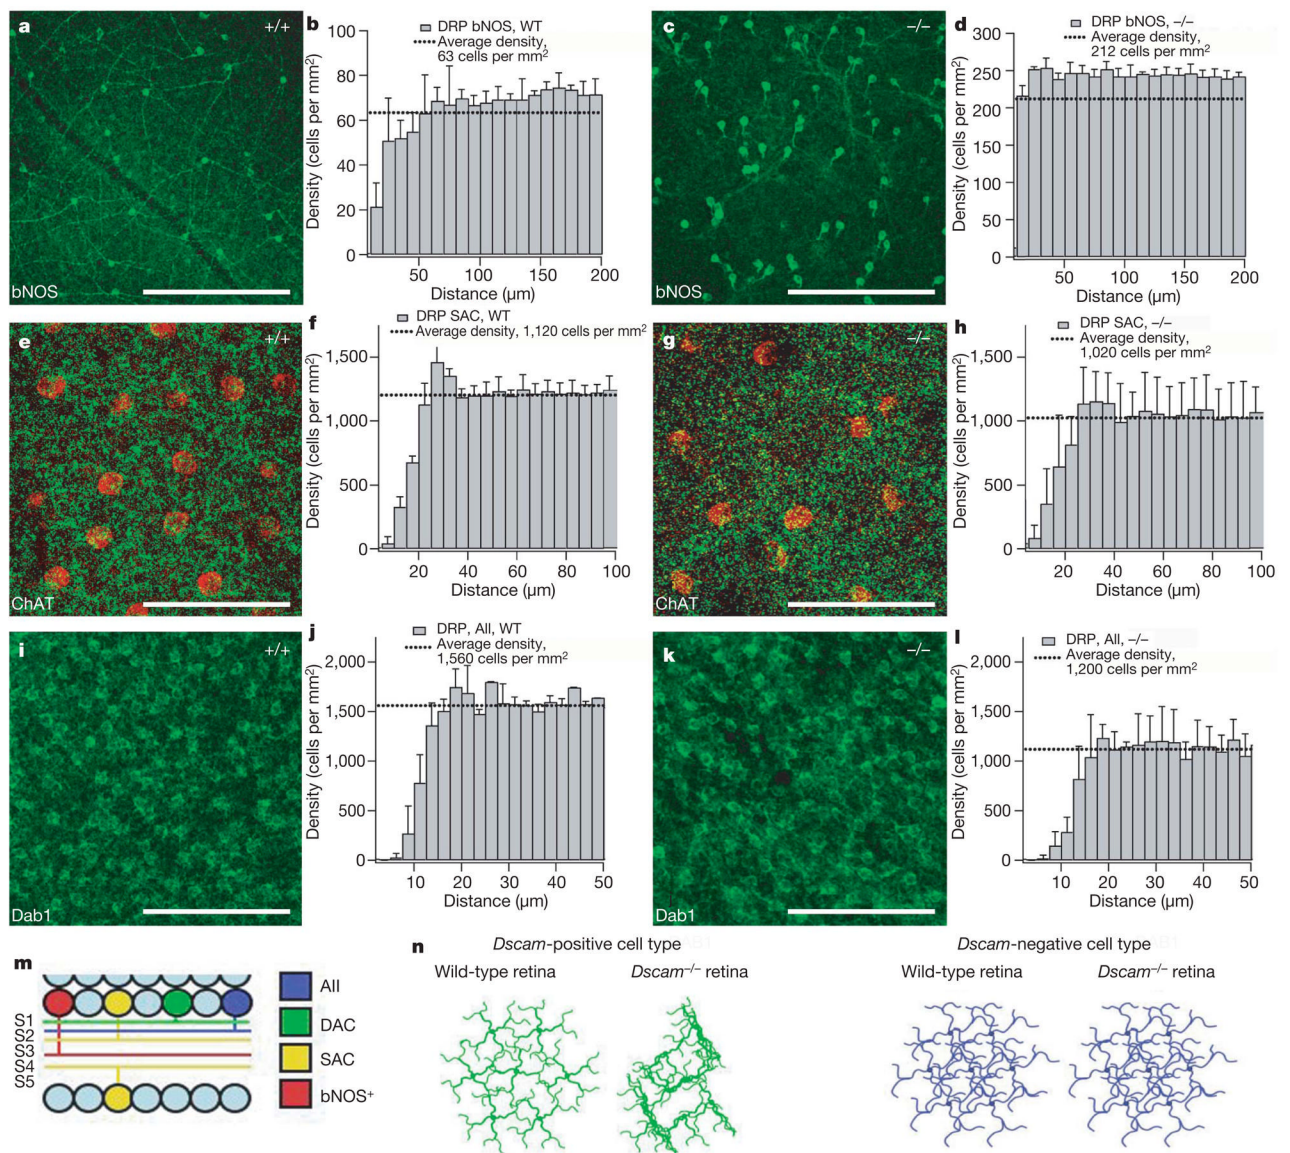 a
+/+
bNOS
b
DRP bNOS, WT
Average density,
63 cells per mm²
Density (cells per mm²)
100
80
60
40
20
0
50 100 150 200
Distance (µm)
c
–/–
bNOS
d
DRP bNOS, –/–
Average density,
212 cells per mm²
Density (cells per mm²)
300
250
200
150
100
50
0
50 100 150 200
Distance (µm)
e
+/+
ChAT
f
DRP SAC, WT
Average density, 1,120 cells per mm²
Density (cells per mm²)
1,500
1,000
500
0
20 40 60 80 100
Distance (µm)
g
–/–
ChAT
h
DRP SAC, –/–
Average density,
1,020 cells per mm²
Density (cells per mm²)
1,500
1,000
500
0
20 40 60 80 100
Distance (µm)
i
+/+
Dab1
j
DRP, AII, WT
Average density,
1,560 cells per mm²
Density (cells per mm²)
2,000
1,500
1,000
500
0
10 20 30 40 50
Distance (µm)
k
–/–
Dab1
l
DRP, AII, –/–
Average density,
1,200 cells per mm²
Density (cells per mm²)
2,000
1,500
1,000
500
0
10 20 30 40 50
Distance (µm)
m
S1
S2
S3
S4
S5
AII
DAC
SAC
bNOS⁺
n
Dscam-positive cell type
Wild-type retina Dscam–/– retina
Dscam-negative cell type
Wild-type retina Dscam–/– retina